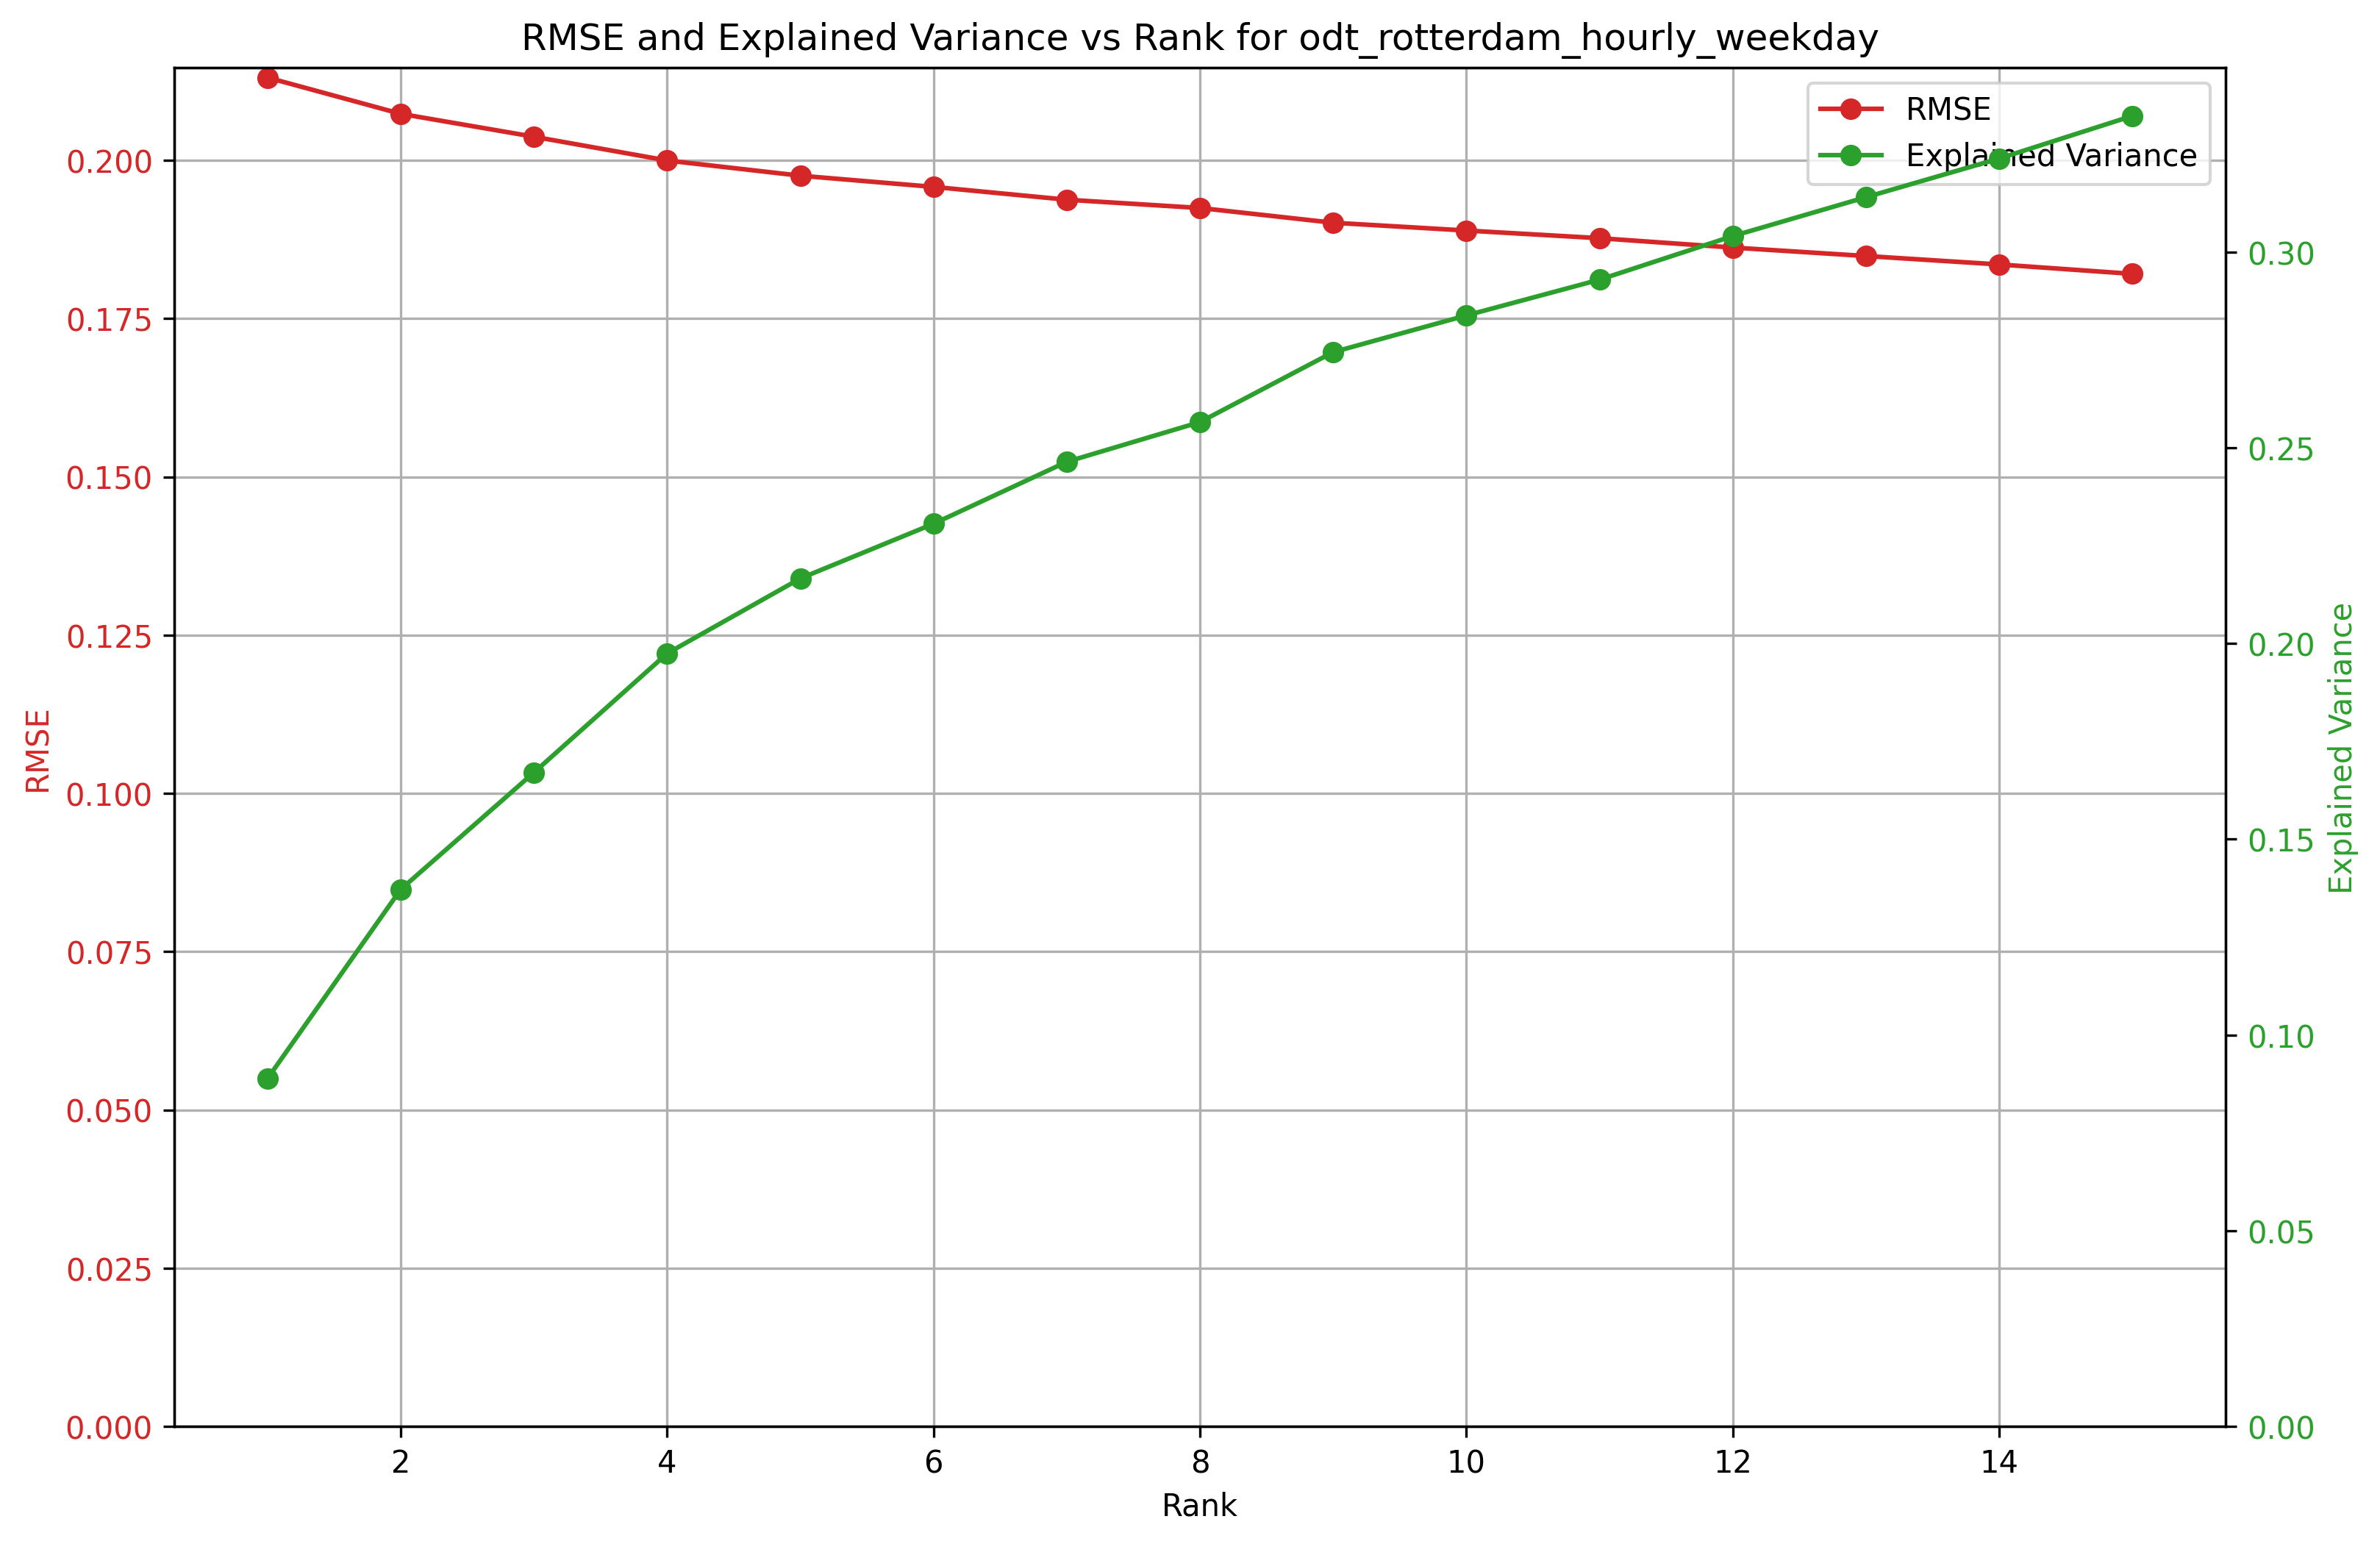 RMSE and Explained Variance vs Rank for odt_rotterdam_hourly_weekday
RMSE
Explained Variance
0.200
0.175
0.150
0.125
0.100
0.075
0.050
0.025
0.000
RMSE
0.30
0.25
0.20
0.15
0.10
0.05
0.00
Explained Variance
2 4 6 8 10 12 14
Rank